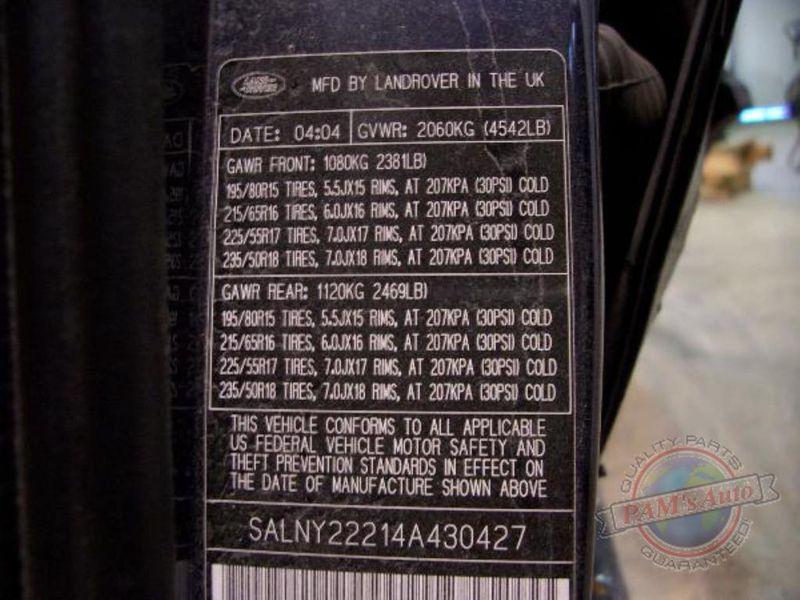 LAND ROVER MFD BY LANDROVER IN THE UK
DATE: 04:04 GVWR: 2060KG (4542LB)
GAWR FRONT: 1080KG 2381LB)
195/80R15 TIRES, 5.5JX15 RIMS, AT 207KPA (30PSI) COLD
215/65R16 TIRES, 6.0JX16 RIMS, AT 207KPA (30PSI) COLD
225/55R17 TIRES, 7.0JX17 RIMS, AT 207KPA (30PSI) COLD
235/50R18 TIRES, 7.0JX18 RIMS, AT 207KPA (30PSI) COLD
GAWR REAR: 1120KG 2469LB)
195/80R15 TIRES, 5.5JX15 RIMS, AT 207KPA (30PSI) COLD
215/65R16 TIRES, 6.0JX16 RIMS, AT 207KPA (30PSI) COLD
225/55R17 TIRES, 7.0JX17 RIMS, AT 207KPA (30PSI) COLD
235/50R18 TIRES, 7.0JX18 RIMS, AT 207KPA (30PSI) COLD
THIS VEHICLE CONFORMS TO ALL APPLICABLE
US FEDERAL VEHICLE MOTOR SAFETY AND
THEFT PREVENTION STANDARDS IN EFFECT ON
THE DATE OF MANUFACTURE SHOWN ABOVE
SALNY22214A430427
QUALITY PARTS
PAM's Auto
GUARANTEED!